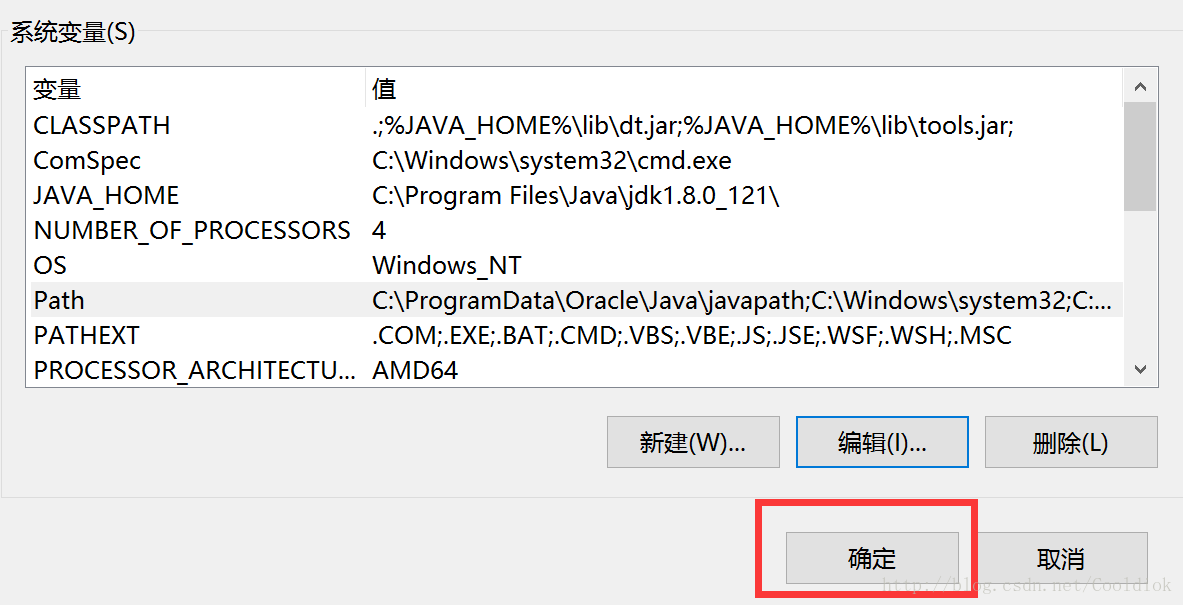 系统变量(S)
变量 值
CLASSPATH .;%JAVA_HOME%\lib\dt.jar;%JAVA_HOME%\lib\tools.jar;
ComSpec C:\Windows\system32\cmd.exe
JAVA_HOME C:\Program Files\Java\jdk1.8.0_121\
NUMBER_OF_PROCESSORS 4
OS Windows_NT
Path C:\ProgramData\Oracle\Java\javapath;C:\Windows\system32;C:...
PATHEXT .COM;.EXE;.BAT;.CMD;.VBS;.VBE;.JS;.JSE;.WSF;.WSH;.MSC
PROCESSOR_ARCHITECTU... AMD64
新建(W)... 编辑(I)... 删除(L)
确定 取消
http://blog.csdn.net/Cooldlok